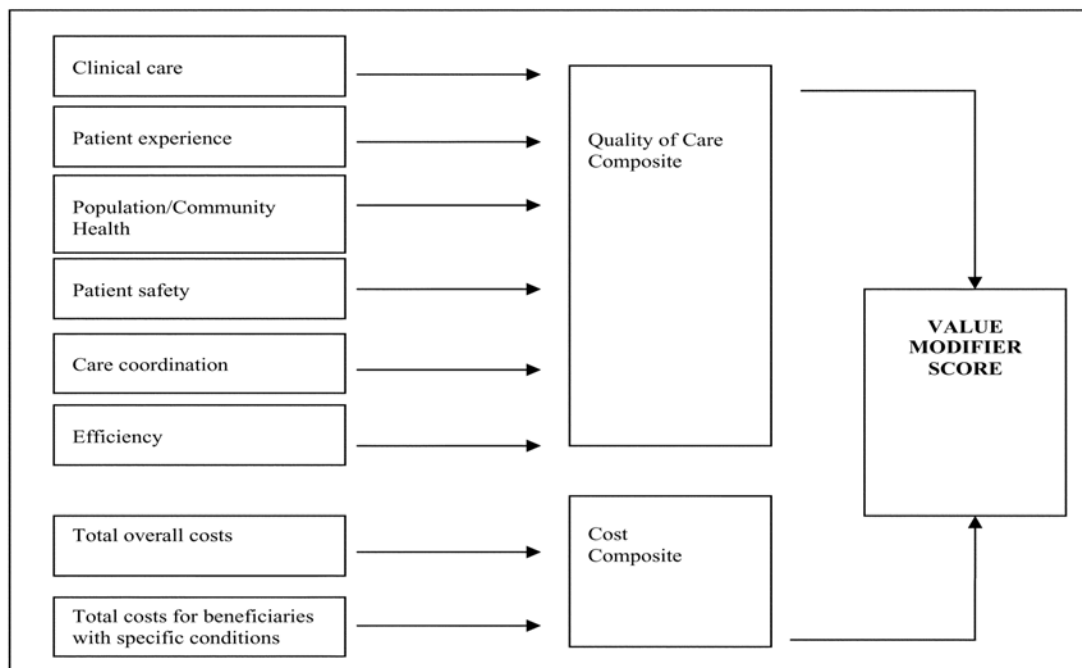 Clinical care
Patient experience
Population/Community
Health
Patient safety
Care coordination
Efficiency
Total overall costs
Total costs for beneficiaries
with specific conditions
Quality of Care
Composite
Cost
Composite
VALUE
MODIFIER
SCORE